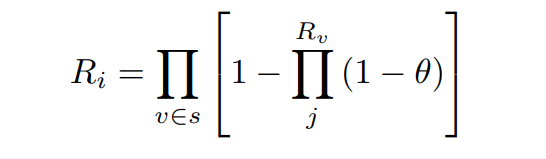 R_i = \prod_{v \in s} \left[ 1 - \prod_{j}^{R_v} (1 - \theta) \right]